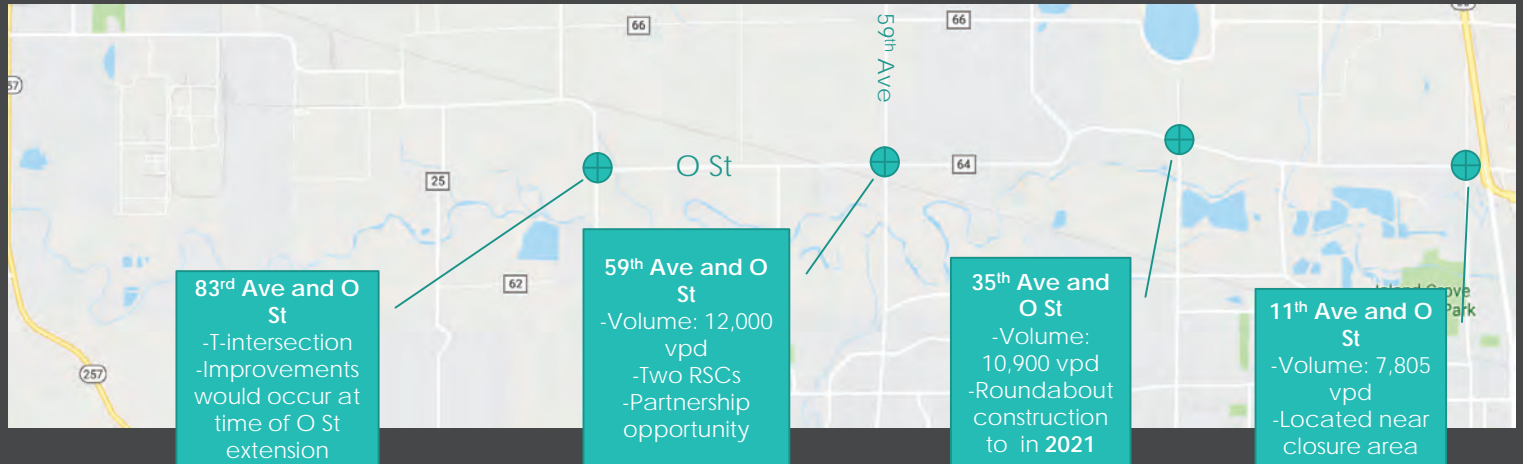 66
66
59th Ave
57
O St
64
25
62
257
83rd Ave and O
St
-T-intersection
-Improvements
would occur at
time of O St
extension
59th Ave and O
St
-Volume: 12,000
vpd
-Two RSCs
-Partnership
opportunity
35th Ave and
O St
-Volume:
10,900 vpd
-Roundabout
construction
to in 2021
Island Grove
Park
11th Ave and O
St
-Volume: 7,805
vpd
-Located near
closure area